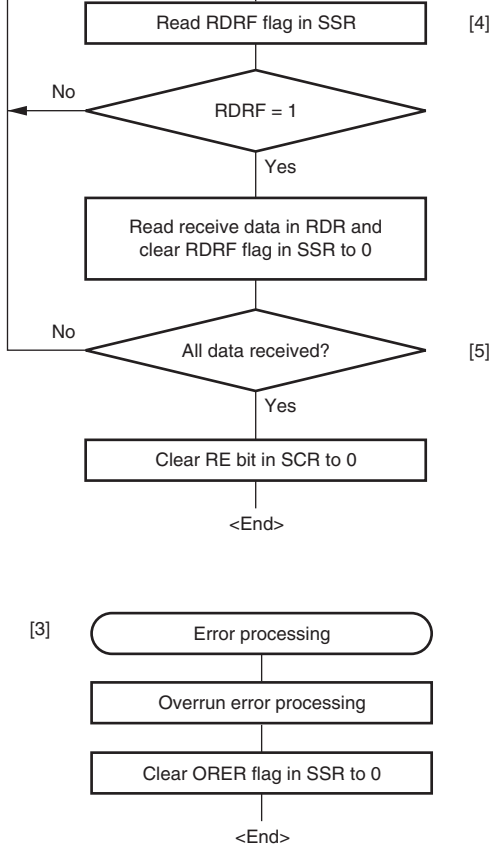 Read RDRF flag in SSR
[4]
No
RDRF = 1
Yes
Read receive data in RDR and
clear RDRF flag in SSR to 0
No
All data received?
[5]
Yes
Clear RE bit in SCR to 0
<End>
[3]
Error processing
Overrun error processing
Clear ORER flag in SSR to 0
<End>